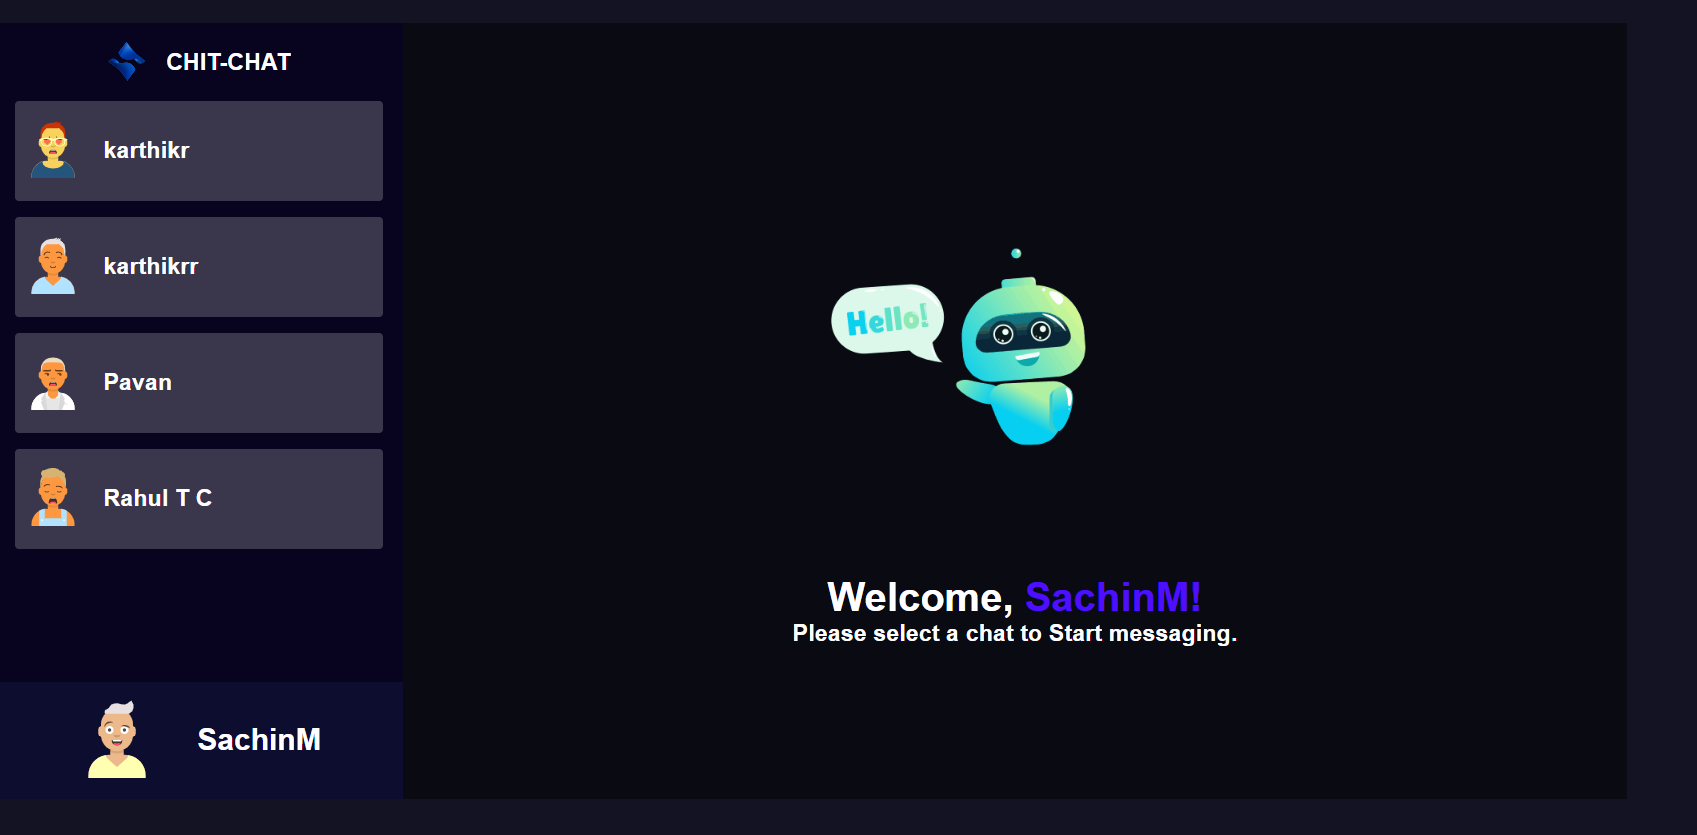 CHIT-CHAT
karthikr
karthikrr
Pavan
Rahul T C
SachinM
Hello!
Welcome, SachinM!
Please select a chat to Start messaging.